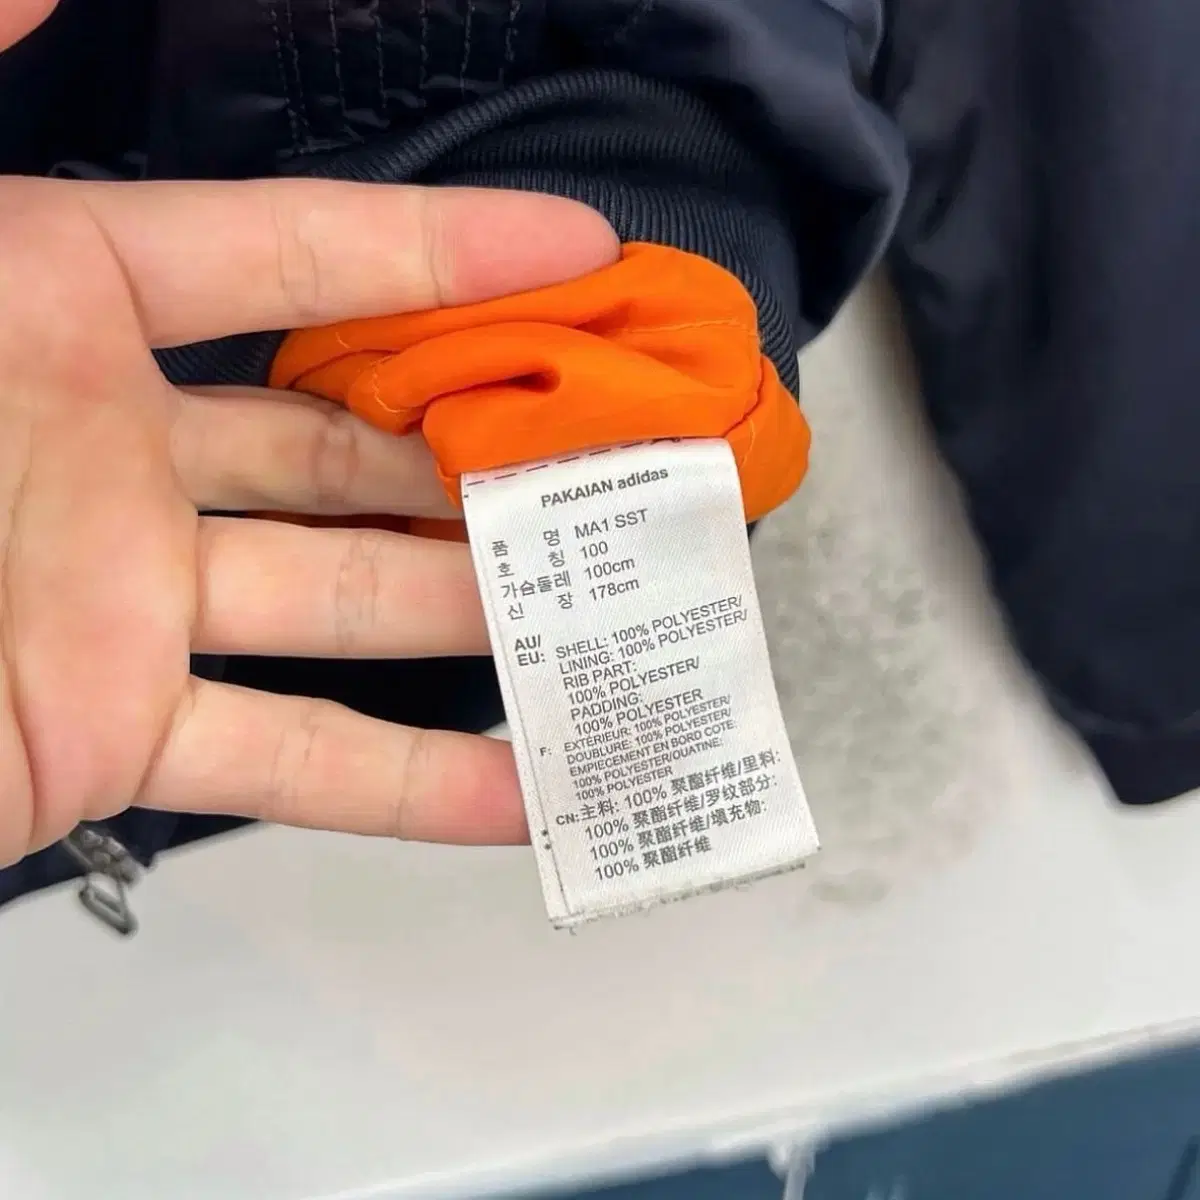 PAKAIAN adidas
품 명 MA1 SST
호 칭 100
가슴둘레 100cm
신 장 178cm
AU/
EU: SHELL: 100% POLYESTER/
LINING: 100% POLYESTER/
RIB PART:
100% POLYESTER/
PADDING:
100% POLYESTER
F: EXTÉRIEUR: 100% POLYESTER/
DOUBLURE: 100% POLYESTER/
EMPIECEMENT EN BORD COTE:
100% POLYESTER/OUATINE:
100% POLYESTER
CN: 主料: 100% 聚酯纤维/里料:
100% 聚酯纤维/罗纹部分:
100% 聚酯纤维/填充物:
100% 聚酯纤维